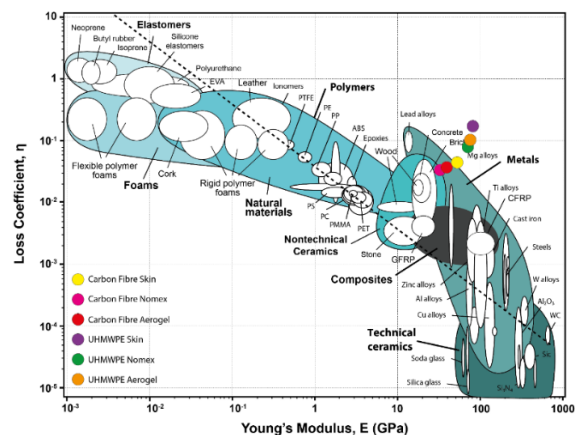 10
1
10⁻¹
10⁻²
10⁻³
10⁻⁴
10⁻⁵
Loss Coefficient, η
Neoprene
Butyl rubber
Isoprene
Elastomers
Silicone
elastomers
Polyurethane
EVA
Leather
Ionomers
Polymers
PTFE
PE
PP
ABS
Epoxies
Wood
Lead alloys
Concrete
Mg alloys
Metals
Ti alloys
CFRP
Cast iron
Steels
W alloys
Al₂O₃
WC
Flexible polymer
foams
Foams
Cork
Rigid polymer
foams
Natural
materials
PS
PC
PMMA
PET
Nontechnical
Ceramics
Stone
GFRP
Composites
Zinc alloys
Al alloys
Cu alloys
Technical
ceramics
Soda glass
Silica glass
Si₃N₄
Carbon Fibre Skin
Carbon Fibre Nomex
Carbon Fibre Aerogel
UHMWPE Skin
UHMWPE Nomex
UHMWPE Aerogel
10⁻³ 10⁻² 10⁻¹ 1 10 100 1000
Young's Modulus, E (GPa)